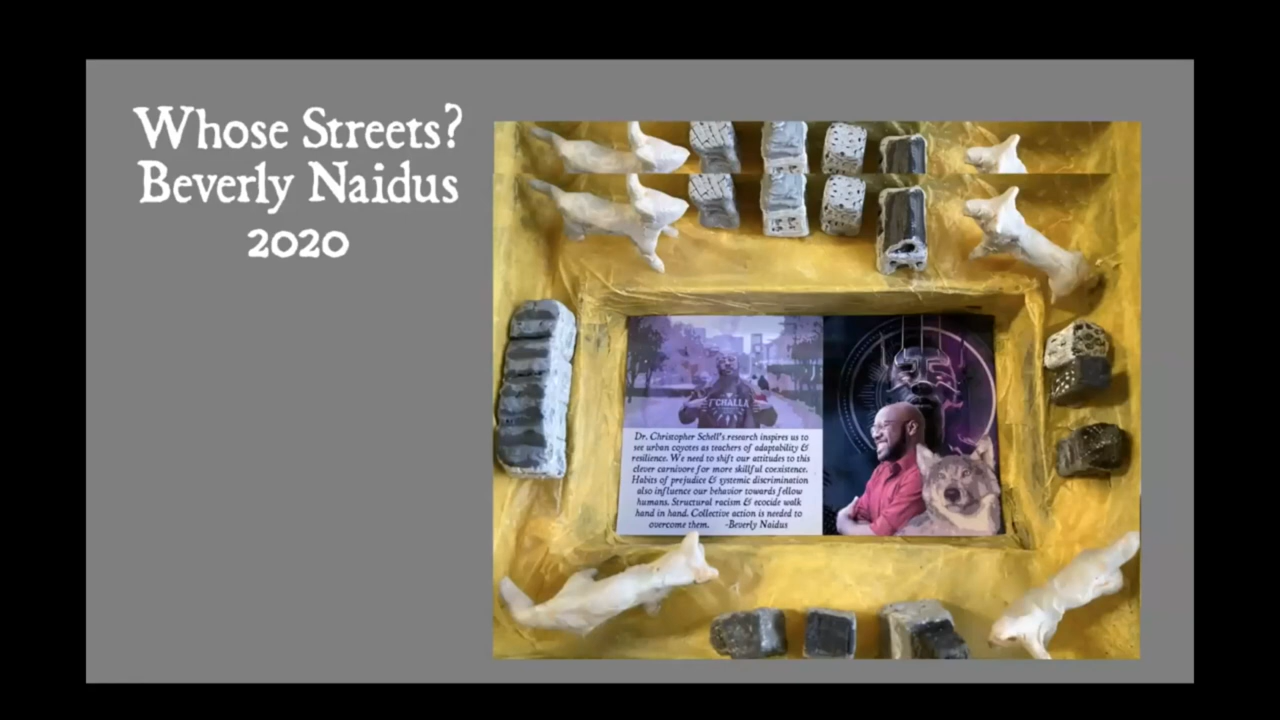 Whose Streets?
Beverly Naidus
2020
T'CHALLA
Dr. Christopher Schell's research inspires us to
see urban coyotes as teachers of adaptability &
resilience. We need to shift our attitudes to this
clever carnivore for more skillful coexistence.
Habits of prejudice & systemic discrimination
also influence our behavior towards fellow
humans. Structural racism & ecocide walk
hand in hand. Collective action is needed to
overcome them. -Beverly Naidus